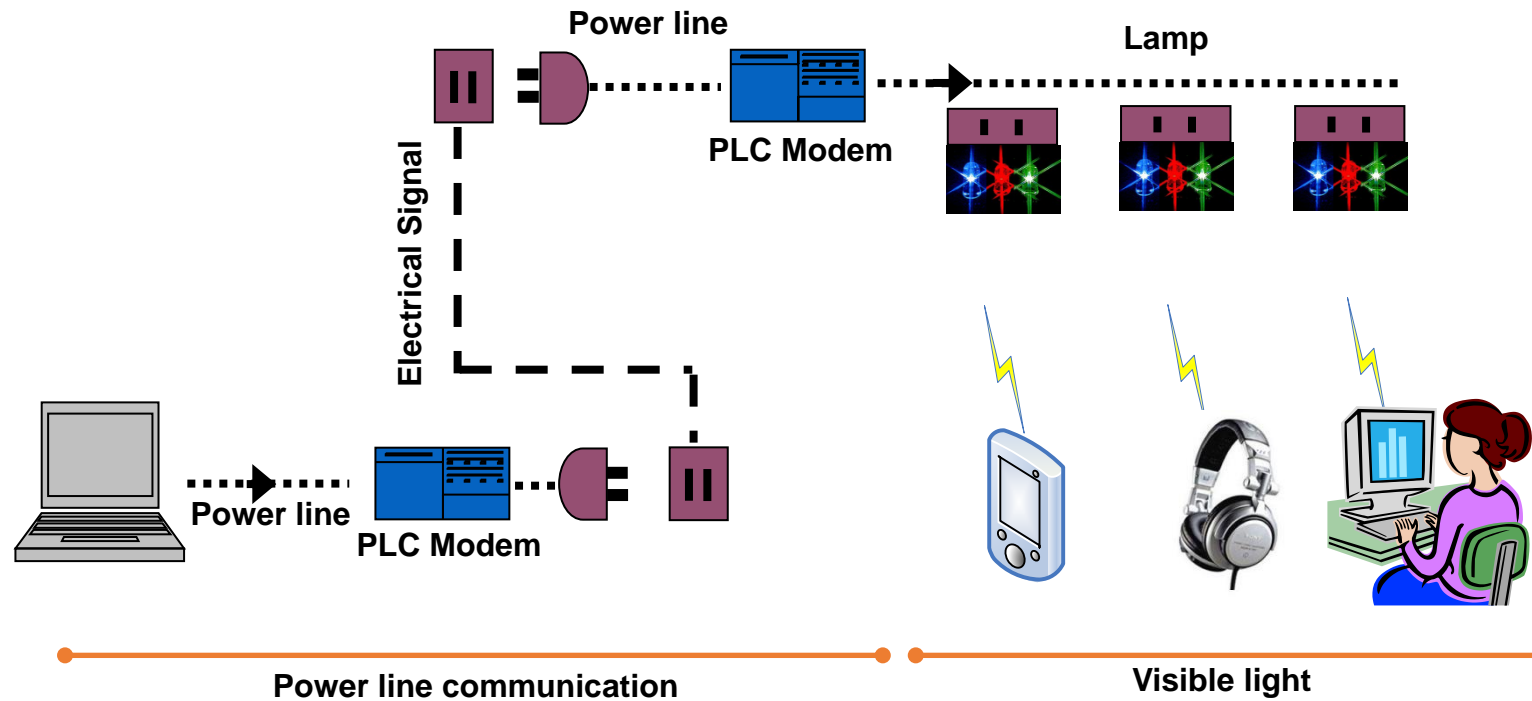 Power line
Lamp
PLC Modem
Electrical Signal
Power line
PLC Modem
Power line communication
Visible light